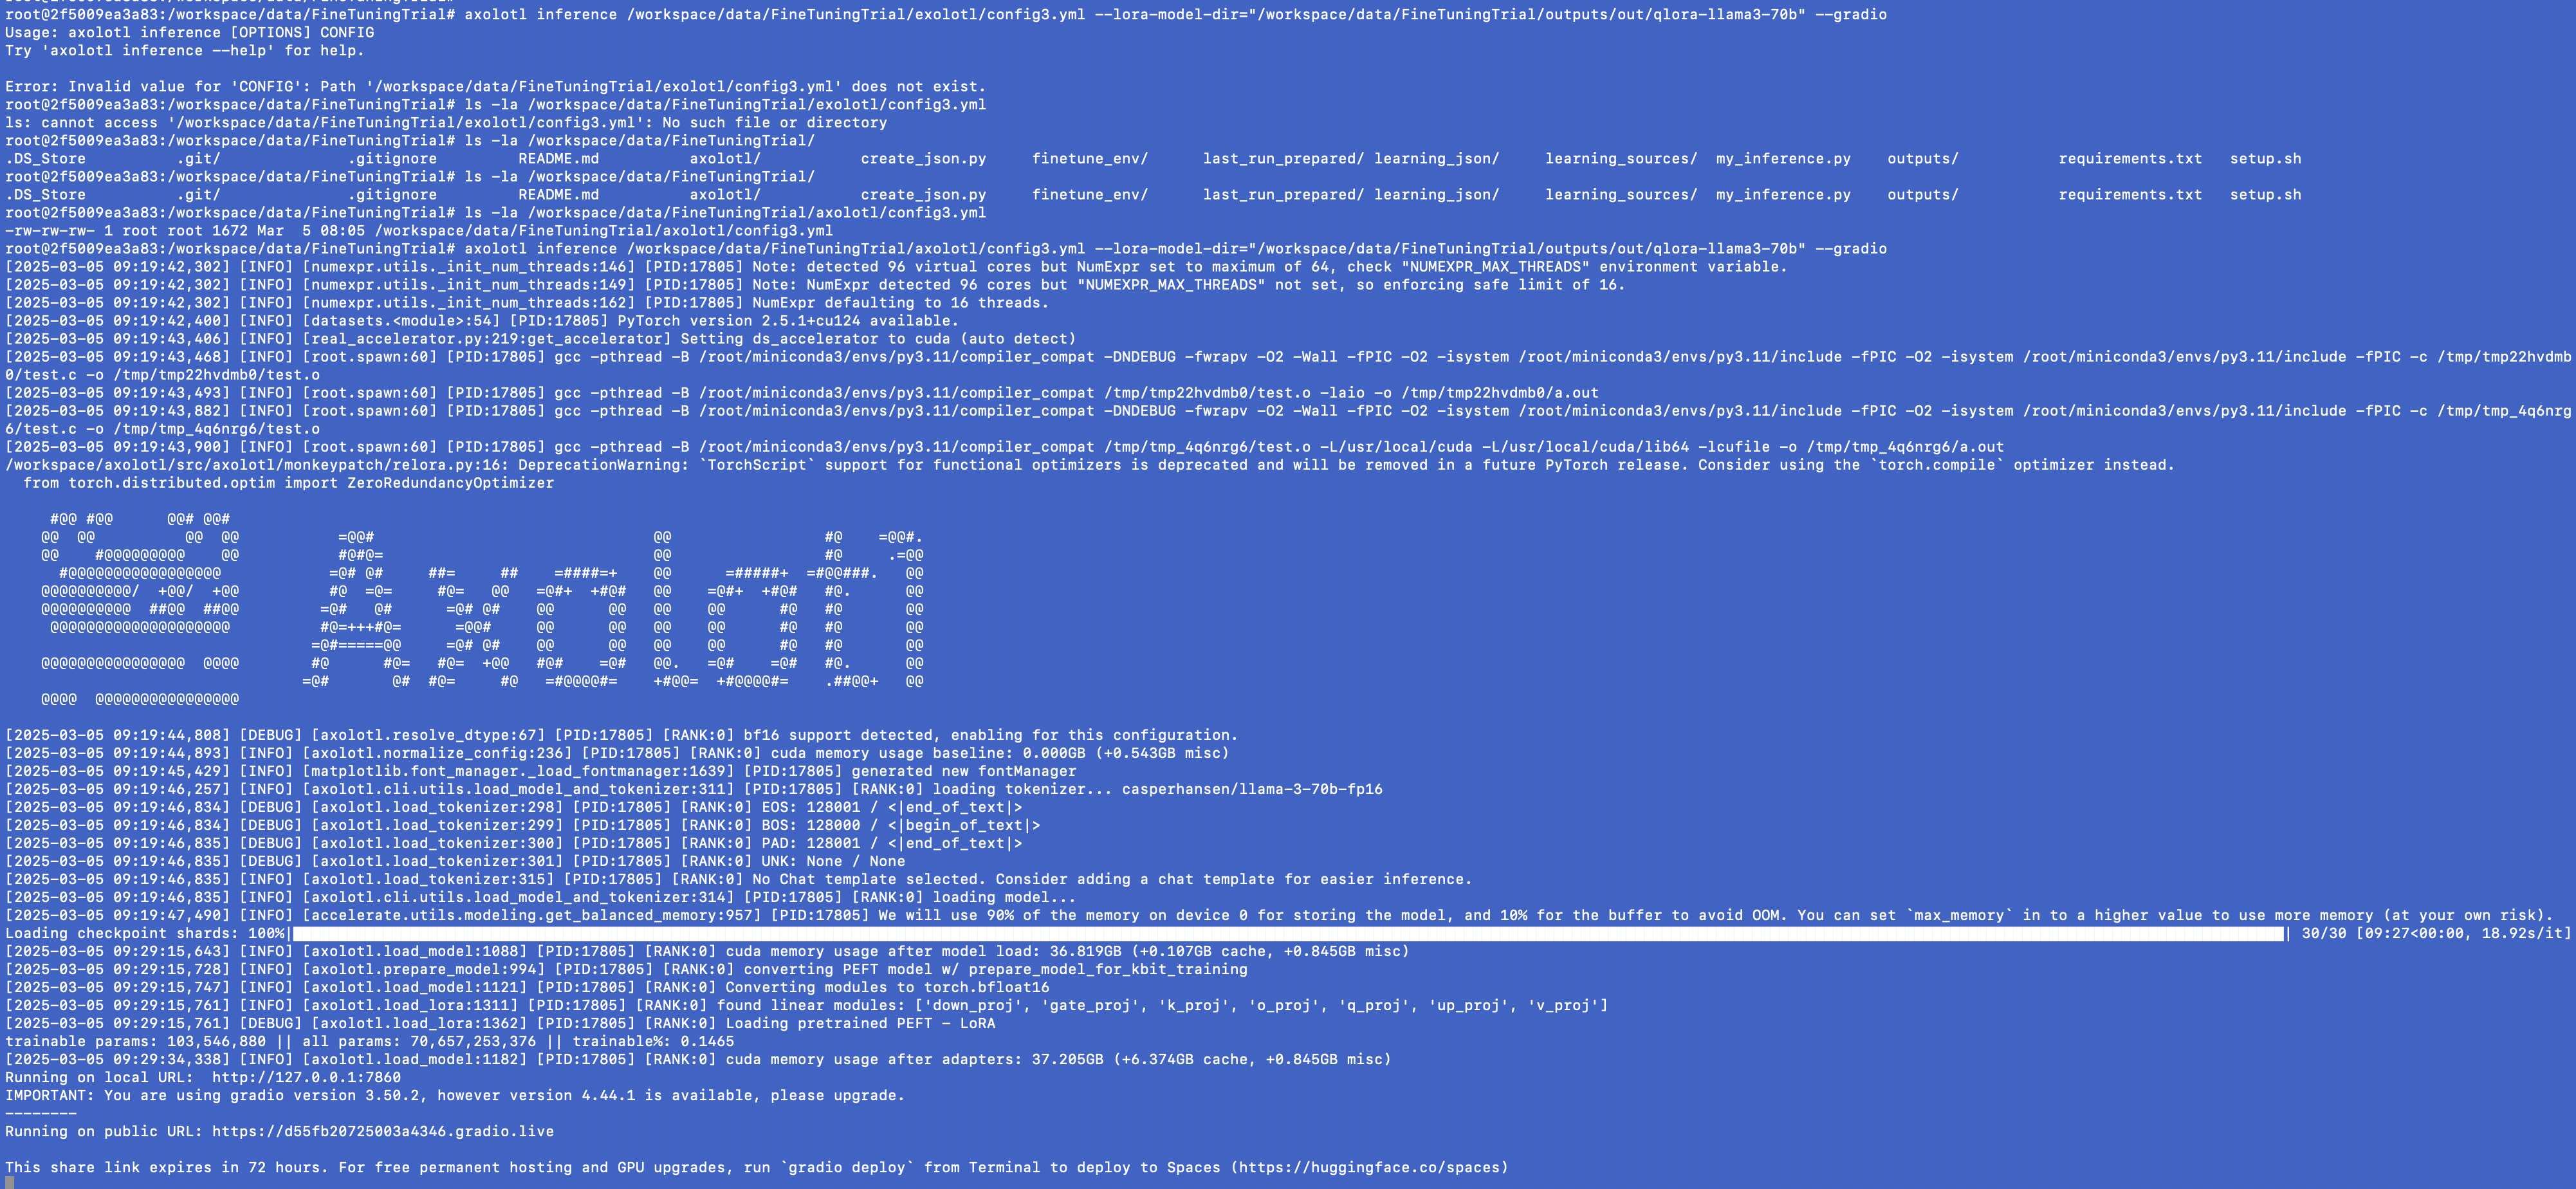 root@2f5009ea3a83:/workspace/data/FineTuningTrial# axolotl inference /workspace/data/FineTuningTrial/exolotl/config3.yml --lora-model-dir="/workspace/data/FineTuningTrial/outputs/out/qlora-llama3-70b" --gradio
Usage: axolotl inference [OPTIONS] CONFIG
Try 'axolotl inference --help' for help.

Error: Invalid value for 'CONFIG': Path '/workspace/data/FineTuningTrial/exolotl/config3.yml' does not exist.
root@2f5009ea3a83:/workspace/data/FineTuningTrial# ls -la /workspace/data/FineTuningTrial/exolotl/config3.yml
ls: cannot access '/workspace/data/FineTuningTrial/exolotl/config3.yml': No such file or directory
root@2f5009ea3a83:/workspace/data/FineTuningTrial# ls -la /workspace/data/FineTuningTrial/
.DS_Store .git/ .gitignore README.md axolotl/ create_json.py finetune_env/ last_run_prepared/ learning_json/ learning_sources/ my_inference.py outputs/ requirements.txt setup.sh
root@2f5009ea3a83:/workspace/data/FineTuningTrial# ls -la /workspace/data/FineTuningTrial/
.DS_Store .git/ .gitignore README.md axolotl/ create_json.py finetune_env/ last_run_prepared/ learning_json/ learning_sources/ my_inference.py outputs/ requirements.txt setup.sh
root@2f5009ea3a83:/workspace/data/FineTuningTrial# ls -la /workspace/data/FineTuningTrial/axolotl/config3.yml
-rw-rw-rw- 1 root root 1672 Mar  5 08:05 /workspace/data/FineTuningTrial/axolotl/config3.yml
root@2f5009ea3a83:/workspace/data/FineTuningTrial# axolotl inference /workspace/data/FineTuningTrial/axolotl/config3.yml --lora-model-dir="/workspace/data/FineTuningTrial/outputs/out/qlora-llama3-70b" --gradio
[2025-03-05 09:19:42,302] [INFO] [numexpr.utils._init_num_threads:146] [PID:17805] Note: detected 96 virtual cores but NumExpr set to maximum of 64, check "NUMEXPR_MAX_THREADS" environment variable.
[2025-03-05 09:19:42,302] [INFO] [numexpr.utils._init_num_threads:149] [PID:17805] Note: NumExpr detected 96 cores but "NUMEXPR_MAX_THREADS" not set, so enforcing safe limit of 16.
[2025-03-05 09:19:42,302] [INFO] [numexpr.utils._init_num_threads:162] [PID:17805] NumExpr defaulting to 16 threads.
[2025-03-05 09:19:42,400] [INFO] [datasets.<module>:54] [PID:17805] PyTorch version 2.5.1+cu124 available.
[2025-03-05 09:19:43,406] [INFO] [real_accelerator.py:219:get_accelerator] Setting ds_accelerator to cuda (auto detect)
[2025-03-05 09:19:43,468] [INFO] [root.spawn:60] [PID:17805] gcc -pthread -B /root/miniconda3/envs/py3.11/compiler_compat -DNDEBUG -fwrapv -O2 -Wall -fPIC -O2 -isystem /root/miniconda3/envs/py3.11/include -fPIC -O2 -isystem /root/miniconda3/envs/py3.11/include -fPIC -c /tmp/tmp22hvdmb
0/test.c -o /tmp/tmp22hvdmb0/test.o
[2025-03-05 09:19:43,493] [INFO] [root.spawn:60] [PID:17805] gcc -pthread -B /root/miniconda3/envs/py3.11/compiler_compat /tmp/tmp22hvdmb0/test.o -laio -o /tmp/tmp22hvdmb0/a.out
[2025-03-05 09:19:43,882] [INFO] [root.spawn:60] [PID:17805] gcc -pthread -B /root/miniconda3/envs/py3.11/compiler_compat -DNDEBUG -fwrapv -O2 -Wall -fPIC -O2 -isystem /root/miniconda3/envs/py3.11/include -fPIC -O2 -isystem /root/miniconda3/envs/py3.11/include -fPIC -c /tmp/tmp_4q6nrg
6/test.c -o /tmp/tmp_4q6nrg6/test.o
[2025-03-05 09:19:43,900] [INFO] [root.spawn:60] [PID:17805] gcc -pthread -B /root/miniconda3/envs/py3.11/compiler_compat /tmp/tmp_4q6nrg6/test.o -L/usr/local/cuda -L/usr/local/cuda/lib64 -lcufile -o /tmp/tmp_4q6nrg6/a.out
/workspace/axolotl/src/axolotl/monkeypatch/relora.py:16: DeprecationWarning: `TorchScript` support for functional optimizers is deprecated and will be removed in a future PyTorch release. Consider using the `torch.compile` optimizer instead.
  from torch.distributed.optim import ZeroRedundancyOptimizer

     #@@ #@@      @@# @@#
    @@  @@          @@  @@           =@@#                               @@                 #@    =@@#.
    @@    #@@@@@@@@@    @@           #@#@=                              @@                 #@     .=@@
      #@@@@@@@@@@@@@@@@@            =@# @#     ##=     ##    =####=+    @@      =#####+  =#@@###.   @@
    @@@@@@@@@@/  +@@/  +@@          #@  =@=     #@=   @@   =@#+  +#@#   @@    =@#+  +#@#   #@.      @@
    @@@@@@@@@@  ##@@  ##@@         =@#   @#      =@# @#    @@      @@   @@    @@      #@   #@       @@
     @@@@@@@@@@@@@@@@@@@@          #@=+++#@=      =@@#     @@      @@   @@    @@      #@   #@       @@
                                  =@#=====@@     =@# @#    @@      @@   @@    @@      #@   #@       @@
    @@@@@@@@@@@@@@@@  @@@@        #@      #@=   #@=  +@@   #@#    =@#   @@.   =@#    =@#   #@.      @@
                                 =@#       @#  #@=     #@   =#@@@@#=    +#@@=  +#@@@@#=    .##@@+   @@
    @@@@  @@@@@@@@@@@@@@@@

[2025-03-05 09:19:44,808] [DEBUG] [axolotl.resolve_dtype:67] [PID:17805] [RANK:0] bf16 support detected, enabling for this configuration.
[2025-03-05 09:19:44,893] [INFO] [axolotl.normalize_config:236] [PID:17805] [RANK:0] cuda memory usage baseline: 0.000GB (+0.543GB misc)
[2025-03-05 09:19:45,429] [INFO] [matplotlib.font_manager._load_fontmanager:1639] [PID:17805] generated new fontManager
[2025-03-05 09:19:46,257] [INFO] [axolotl.cli.utils.load_model_and_tokenizer:311] [PID:17805] [RANK:0] loading tokenizer... casperhansen/llama-3-70b-fp16
[2025-03-05 09:19:46,834] [DEBUG] [axolotl.load_tokenizer:298] [PID:17805] [RANK:0] EOS: 128001 / <|end_of_text|>
[2025-03-05 09:19:46,834] [DEBUG] [axolotl.load_tokenizer:299] [PID:17805] [RANK:0] BOS: 128000 / <|begin_of_text|>
[2025-03-05 09:19:46,835] [DEBUG] [axolotl.load_tokenizer:300] [PID:17805] [RANK:0] PAD: 128001 / <|end_of_text|>
[2025-03-05 09:19:46,835] [DEBUG] [axolotl.load_tokenizer:301] [PID:17805] [RANK:0] UNK: None / None
[2025-03-05 09:19:46,835] [INFO] [axolotl.load_tokenizer:315] [PID:17805] [RANK:0] No Chat template selected. Consider adding a chat template for easier inference.
[2025-03-05 09:19:46,835] [INFO] [axolotl.cli.utils.load_model_and_tokenizer:314] [PID:17805] [RANK:0] loading model...
[2025-03-05 09:19:47,490] [INFO] [accelerate.utils.modeling.get_balanced_memory:957] [PID:17805] We will use 90% of the memory on device 0 for storing the model, and 10% for the buffer to avoid OOM. You can set `max_memory` in to a higher value to use more memory (at your own risk).
Loading checkpoint shards: 100%| | 30/30 [09:27<00:00, 18.92s/it]
[2025-03-05 09:29:15,643] [INFO] [axolotl.load_model:1088] [PID:17805] [RANK:0] cuda memory usage after model load: 36.819GB (+0.107GB cache, +0.845GB misc)
[2025-03-05 09:29:15,728] [INFO] [axolotl.prepare_model:994] [PID:17805] [RANK:0] converting PEFT model w/ prepare_model_for_kbit_training
[2025-03-05 09:29:15,747] [INFO] [axolotl.load_model:1121] [PID:17805] [RANK:0] Converting modules to torch.bfloat16
[2025-03-05 09:29:15,761] [INFO] [axolotl.load_lora:1311] [PID:17805] [RANK:0] found linear modules: ['down_proj', 'gate_proj', 'k_proj', 'o_proj', 'q_proj', 'up_proj', 'v_proj']
[2025-03-05 09:29:15,761] [DEBUG] [axolotl.load_lora:1362] [PID:17805] [RANK:0] Loading pretrained PEFT - LoRA
trainable params: 103,546,880 || all params: 70,657,253,376 || trainable%: 0.1465
[2025-03-05 09:29:34,338] [INFO] [axolotl.load_model:1182] [PID:17805] [RANK:0] cuda memory usage after adapters: 37.205GB (+6.374GB cache, +0.845GB misc)
Running on local URL:  http://127.0.0.1:7860
IMPORTANT: You are using gradio version 3.50.2, however version 4.44.1 is available, please upgrade.
--------
Running on public URL: https://d55fb20725003a4346.gradio.live

This share link expires in 72 hours. For free permanent hosting and GPU upgrades, run `gradio deploy` from Terminal to deploy to Spaces (https://huggingface.co/spaces)